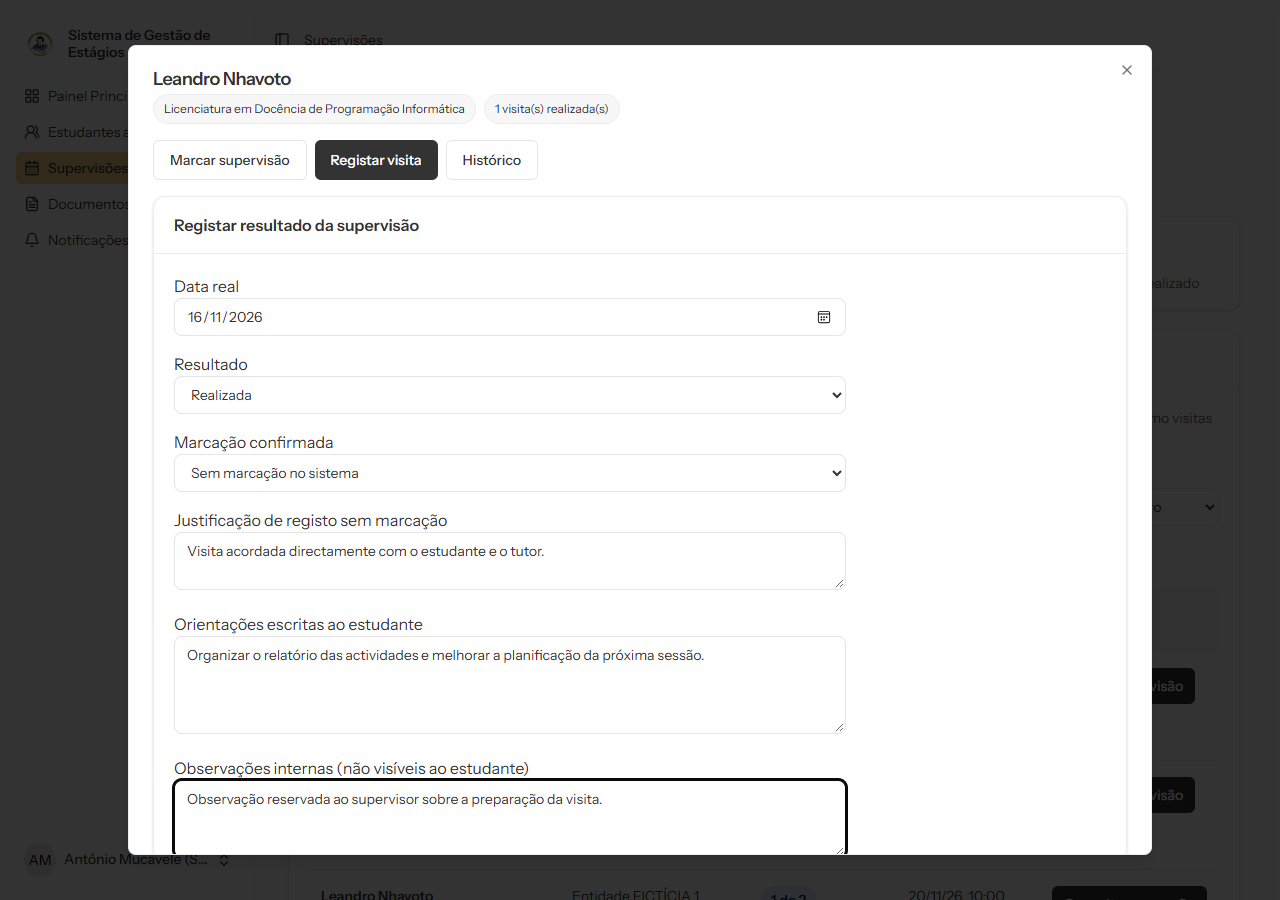 Sistema de Gestão de
Estágios
Supervisões
Painel Princi
Estudantes a
Supervisões
Documentos
Notificações
Leandro Nhavoto
Licenciatura em Docência de Programação Informática
1 visita(s) realizada(s)
Marcar supervisão
Registar visita
Histórico
Registar resultado da supervisão
Data real
16/11/2026
Resultado
Realizada
Marcação confirmada
Sem marcação no sistema
Justificação de registo sem marcação
Visita acordada directamente com o estudante e o tutor.
Orientações escritas ao estudante
Organizar o relatório das actividades e melhorar a planificação da próxima sessão.
Observações internas (não visíveis ao estudante)
Observação reservada ao supervisor sobre a preparação da visita.
ealizado
mo visitas
o
visão
visão
AM António Mucavele (S...
Leandro Nhavoto Entidade FICTÍCIA 1 1 de 2 20/11/26, 10:00